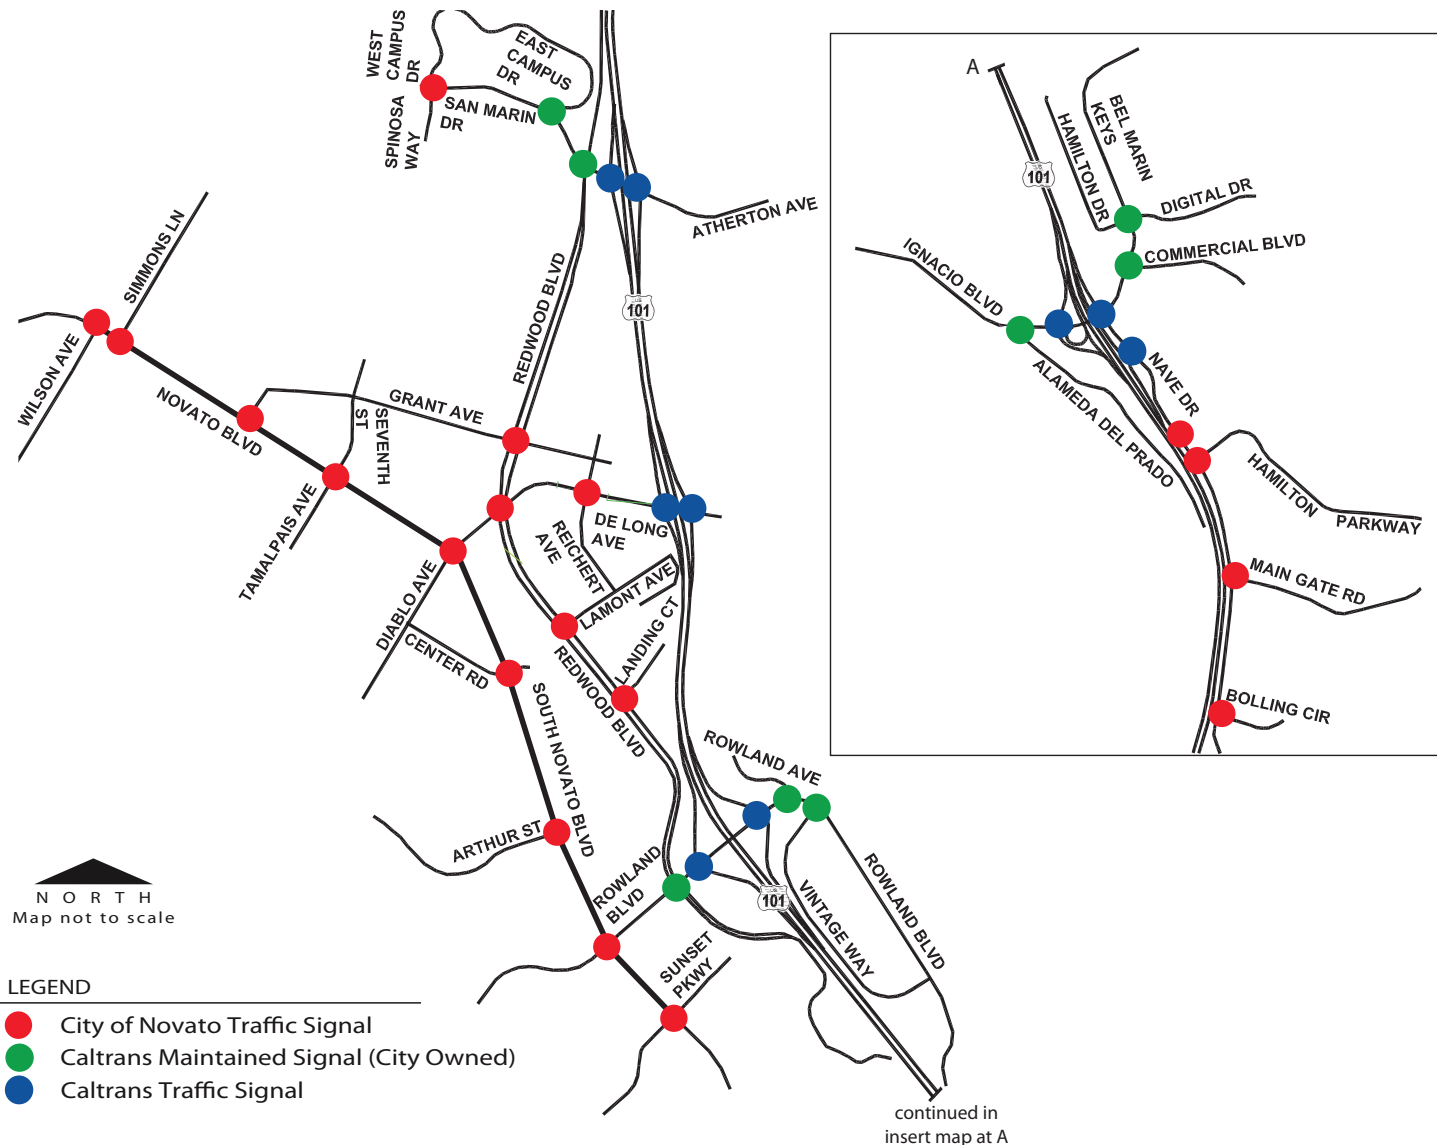 WEST
CAMPUS
DR
EAST
CAMPUS
DR
SAN MARIN
DR
SPINOSA
WAY
ATHERTON AVE
SIMMONS LN
REDWOOD BLVD
101
WILSON AVE
NOVATO BLVD
GRANT AVE
SEVENTH
ST
TAMALPAIS AVE
DE LONG
AVE
REICHERT
AVE
LAMONT AVE
DIABLO AVE
CENTER RD
LANDING CT
REDWOOD BLVD
SOUTH NOVATO BLVD
ROWLAND AVE
ARTHUR ST
ROWLAND
BLVD
101
VINTAGE WAY
ROWLAND BLVD
SUNSET
PKWY
continued in
insert map at A
A
101
HAMILTON DR
BEL MARIN
KEYS
DIGITAL DR
COMMERCIAL BLVD
IGNACIO BLVD
NAVE DR
ALAMEDA DEL PRADO
HAMILTON
PARKWAY
MAIN GATE RD
BOLLING CIR
NORTH
Map not to scale
LEGEND
City of Novato Traffic Signal
Caltrans Maintained Signal (City Owned)
Caltrans Traffic Signal